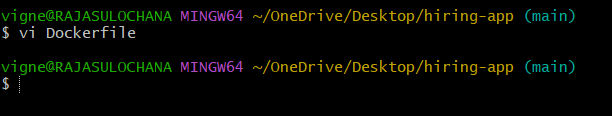 vigne@RAJASULOCHANA MINGW64 ~/OneDrive/Desktop/hiring-app (main)
$ vi Dockerfile
vigne@RAJASULOCHANA MINGW64 ~/OneDrive/Desktop/hiring-app (main)
$